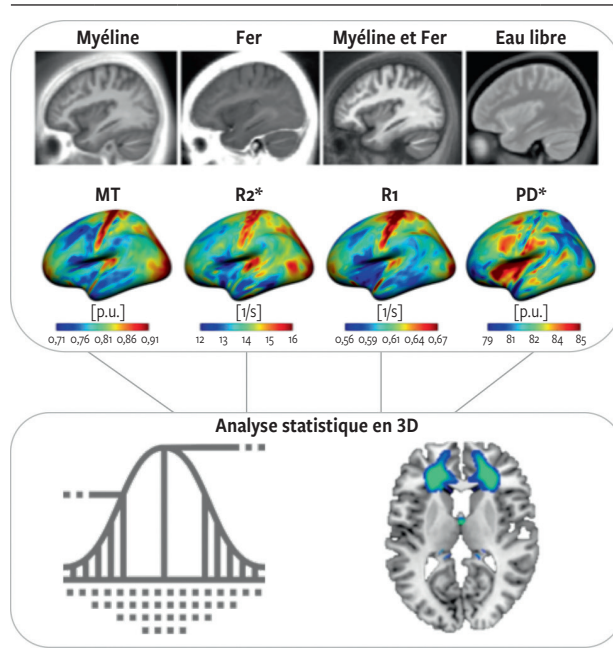 Myéline Fer Myéline et Fer Eau libre
MT R2* R1 PD*
[p.u.] [1/s] [1/s] [p.u.]
0,71 0,76 0,81 0,86 0,91 12 13 14 15 16 0,56 0,59 0,61 0,64 0,67 79 81 82 84 85
Analyse statistique en 3D